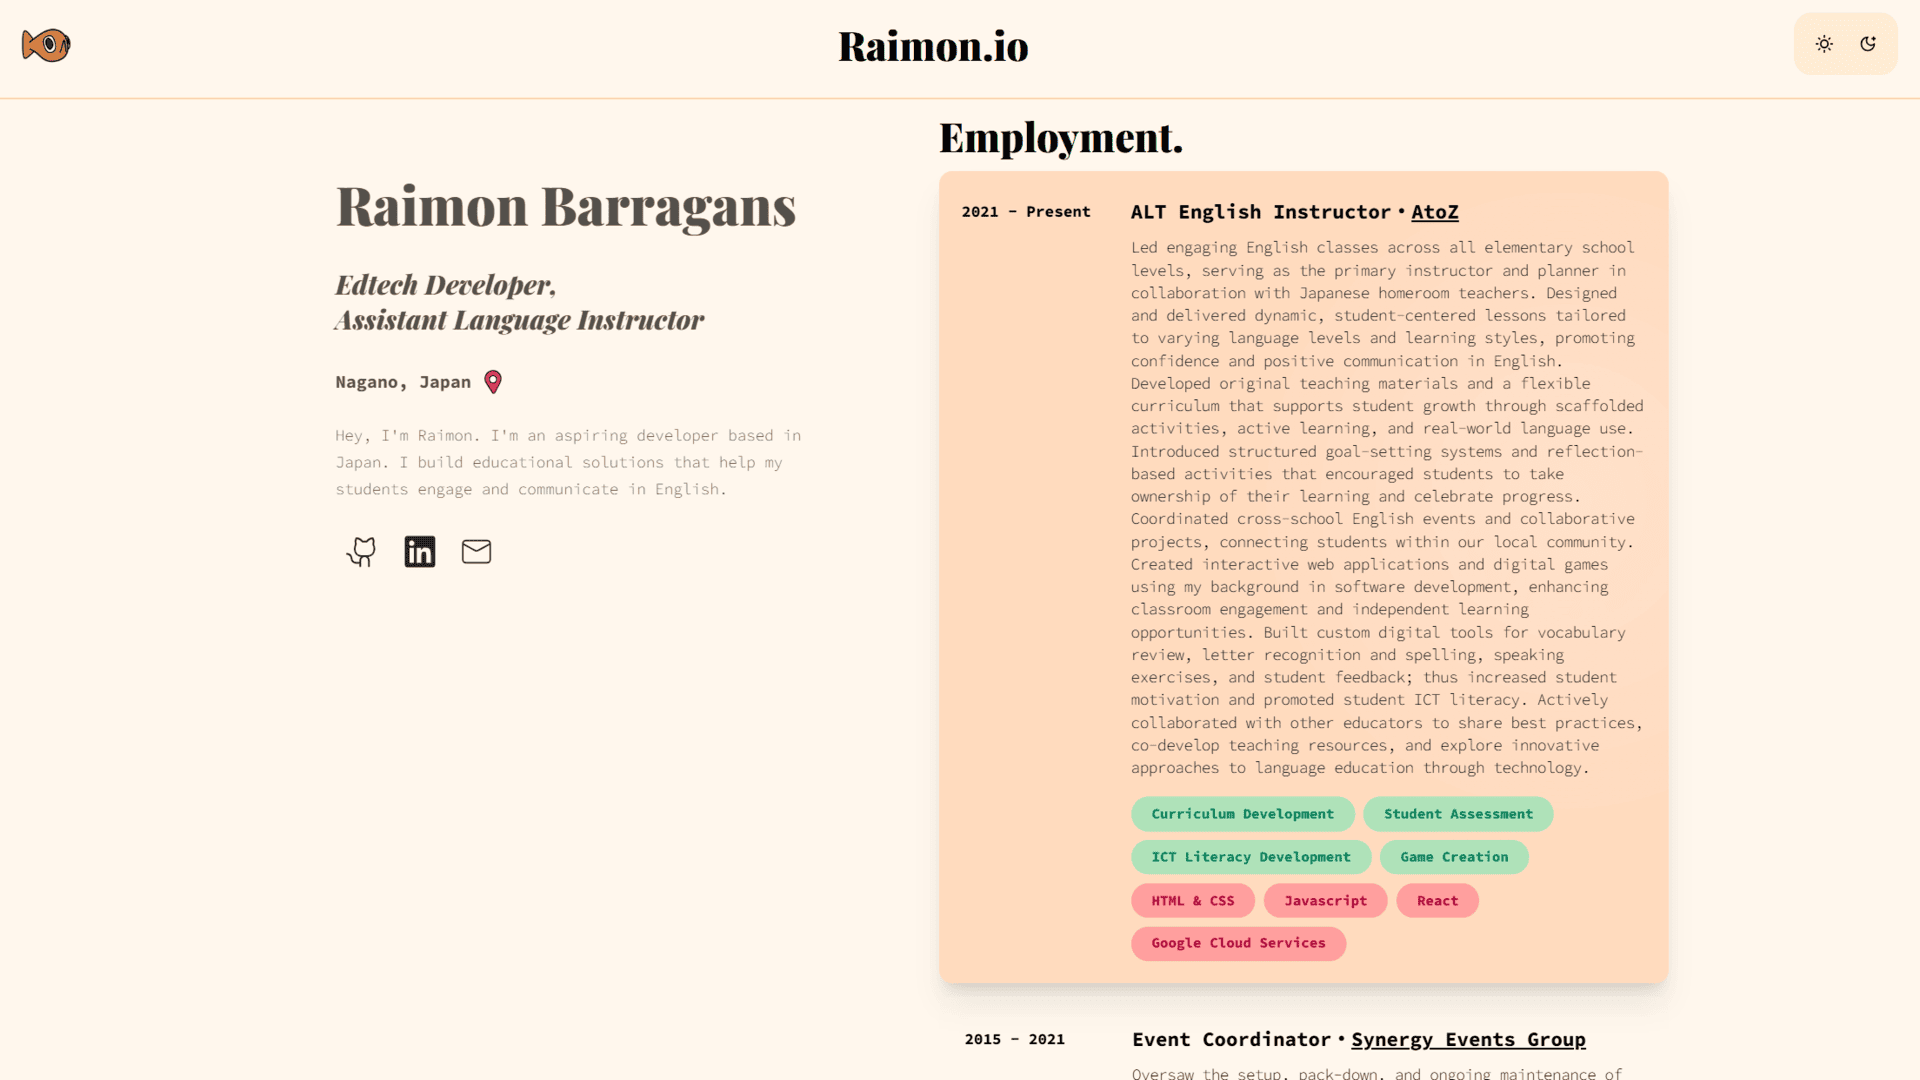 Raimon.io
Raimon Barragans
Edtech Developer,
Assistant Language Instructor
Nagano, Japan
Hey, I'm Raimon. I'm an aspiring developer based in
Japan. I build educational solutions that help my
students engage and communicate in English.
Employment.
2021 - Present
ALT English Instructor • AtoZ
Led engaging English classes across all elementary school
levels, serving as the primary instructor and planner in
collaboration with Japanese homeroom teachers. Designed
and delivered dynamic, student-centered lessons tailored
to varying language levels and learning styles, promoting
confidence and positive communication in English.
Developed original teaching materials and a flexible
curriculum that supports student growth through scaffolded
activities, active learning, and real-world language use.
Introduced structured goal-setting systems and reflection-
based activities that encouraged students to take
ownership of their learning and celebrate progress.
Coordinated cross-school English events and collaborative
projects, connecting students within our local community.
Created interactive web applications and digital games
using my background in software development, enhancing
classroom engagement and independent learning
opportunities. Built custom digital tools for vocabulary
review, letter recognition and spelling, speaking
exercises, and student feedback; thus increased student
motivation and promoted student ICT literacy. Actively
collaborated with other educators to share best practices,
co-develop teaching resources, and explore innovative
approaches to language education through technology.
Curriculum Development
Student Assessment
ICT Literacy Development
Game Creation
HTML & CSS
Javascript
React
Google Cloud Services
2015 - 2021
Event Coordinator • Synergy Events Group
Oversaw the setup, pack-down, and ongoing maintenance of